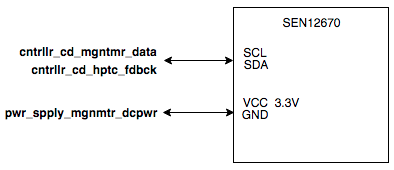 SEN12670
cntrllr_cd_mgntmr_data
cntrllr_cd_hptc_fdbck
SCL
SDA
pwr_spply_mgnmtr_dcpwr
VCC 3.3V
GND